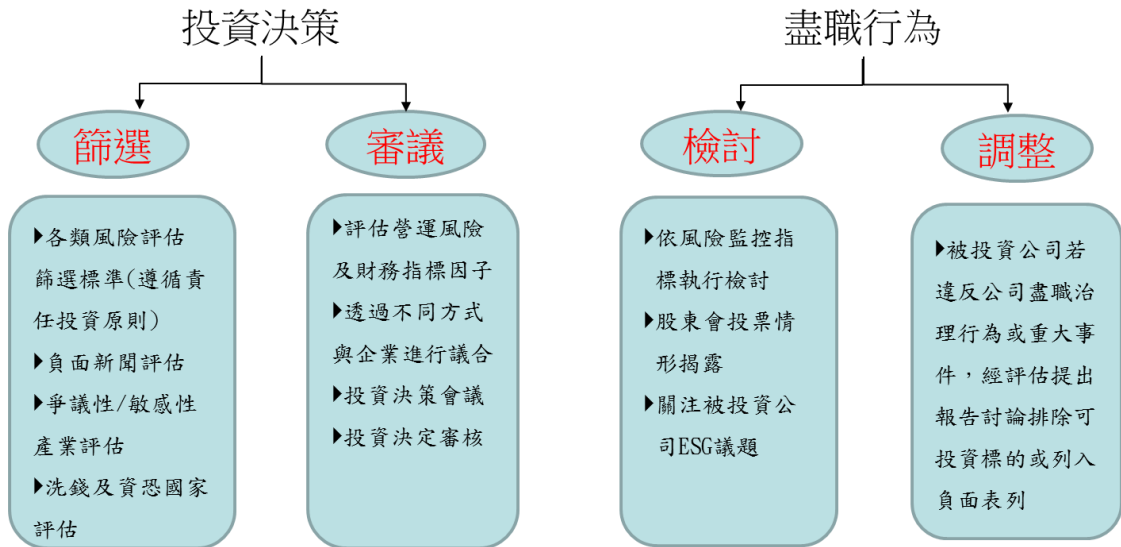 投資決策
盡職行為
篩選
審議
檢討
調整
▶各類風險評估
篩選標準(遵循責
任投資原則)
▶負面新聞評估
▶爭議性/敏感性
產業評估
▶洗錢及資恐國家
評估
▶評估營運風險
及財務指標因子
▶透過不同方式
與企業進行議合
▶投資決策會議
▶投資決定審核
▶依風險監控指
標執行檢討
▶股東會投票情
形揭露
▶關注被投資公
司ESG議題
▶被投資公司若
違反公司盡職治
理行為或重大事
件，經評估提出
報告討論排除可
投資標的或列入
負面表列